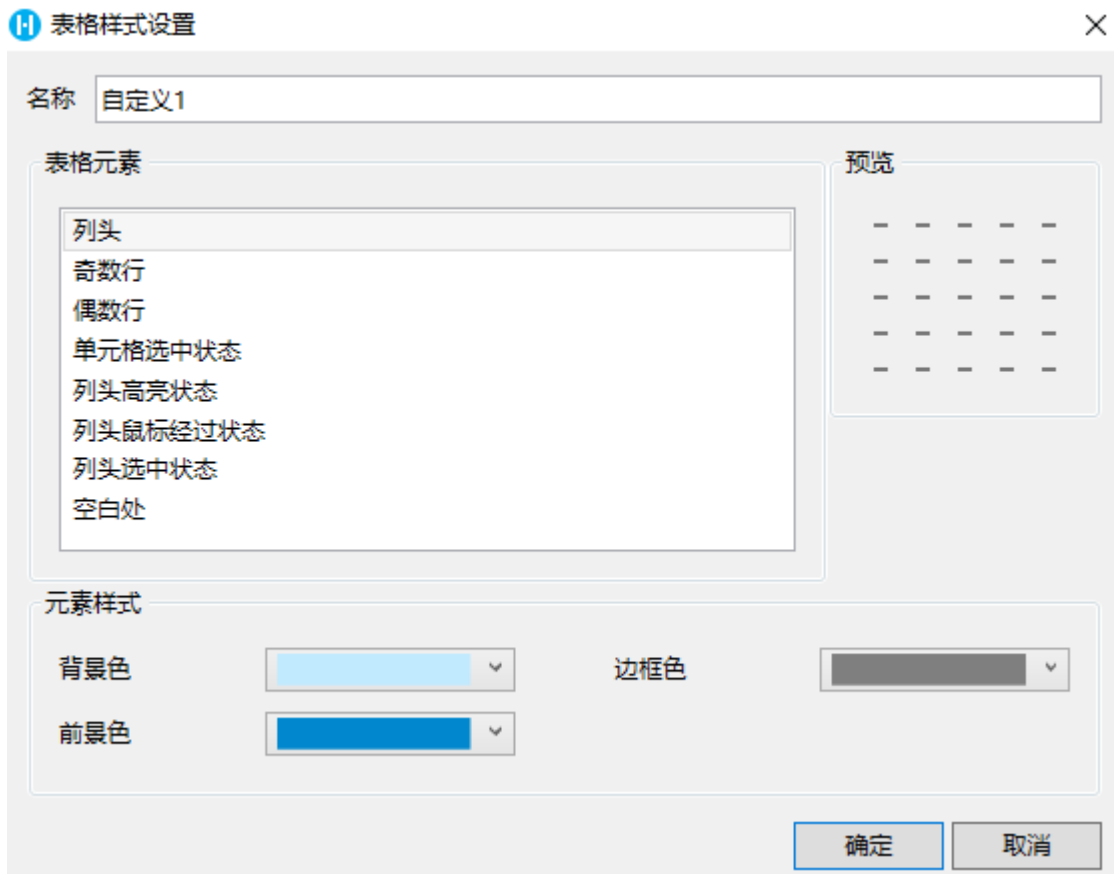 表格样式设置
名称 自定义1
表格元素
预览
列头
奇数行
偶数行
单元格选中状态
列头高亮状态
列头鼠标经过状态
列头选中状态
空白处
- - - - -
- - - - -
- - - - -
- - - - -
- - - - -
元素样式
背景色 边框色
前景色
确定 取消